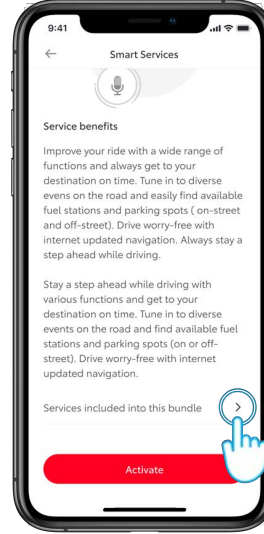 9:41
Smart Services
Service benefits
Improve your ride with a wide range of
functions and always get to your
destination on time. Tune in to diverse
evens on the road and easily find available
fuel stations and parking spots ( on-street
and off-street). Drive worry-free with
internet updated navigation. Always stay a
step ahead while driving.
Stay a step ahead while driving with
various functions and get to your
destination on time. Tune in to diverse
events on the road and find available fuel
stations and parking spots (on or off-
street). Drive worry-free with internet
updated navigation.
Services included into this bundle
Activate